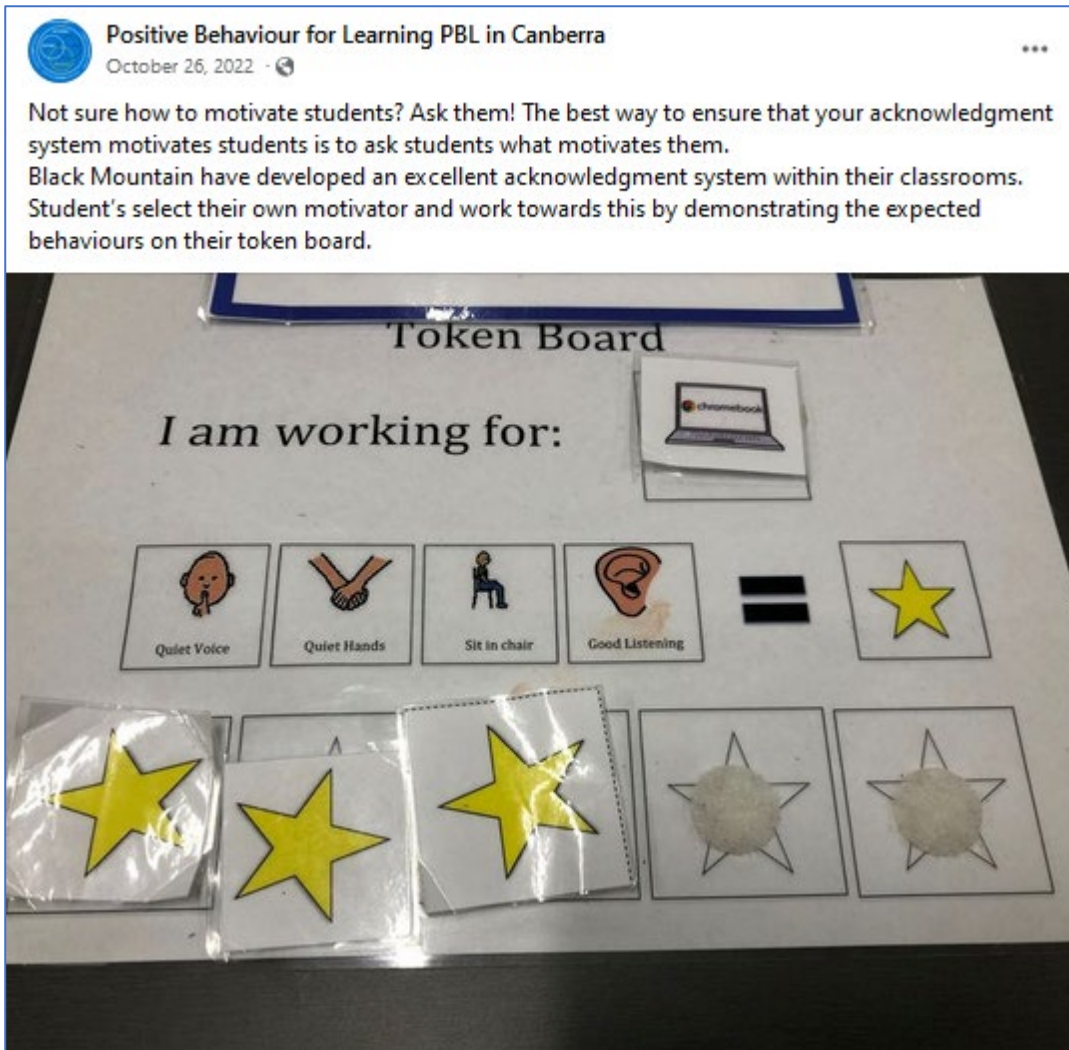 Positive Behaviour for Learning PBL in Canberra
October 26, 2022 ·
Not sure how to motivate students? Ask them! The best way to ensure that your acknowledgment
system motivates students is to ask students what motivates them.
Black Mountain have developed an excellent acknowledgment system within their classrooms.
Student's select their own motivator and work towards this by demonstrating the expected
behaviours on their token board.
Token Board
chromebook
I am working for:
Quiet Voice
Quiet Hands
Sit in chair
Good Listening